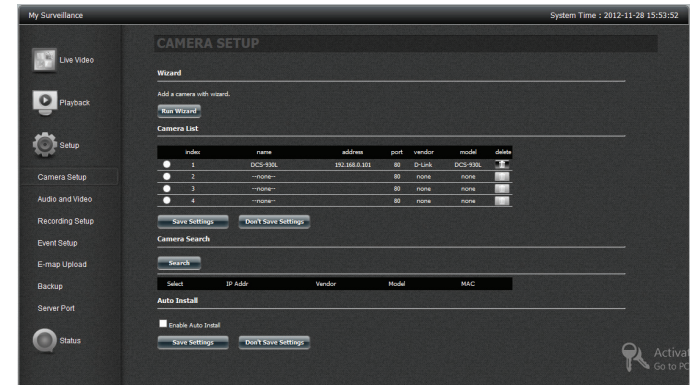 My Surveillance
System Time : 2012-11-28 15:53:52
CAMERA SETUP
Live Video
Playback
Setup
Camera Setup
Audio and Video
Recording Setup
Event Setup
E-map Upload
Backup
Server Port
Status
Wizard
Add a camera with wizard.
Run Wizard
Camera List
index name address port vendor model delete
1 DCS-930L 192.168.0.101 80 D-Link DCS-930L
2 --none-- 80 none none
3 --none-- 80 none none
4 --none-- 80 none none
Save Settings Don't Save Settings
Camera Search
Search
Select IP Addr Vendor Model MAC
Auto Install
Enable Auto Install
Save Settings Don't Save Settings
Activat
Go to PC